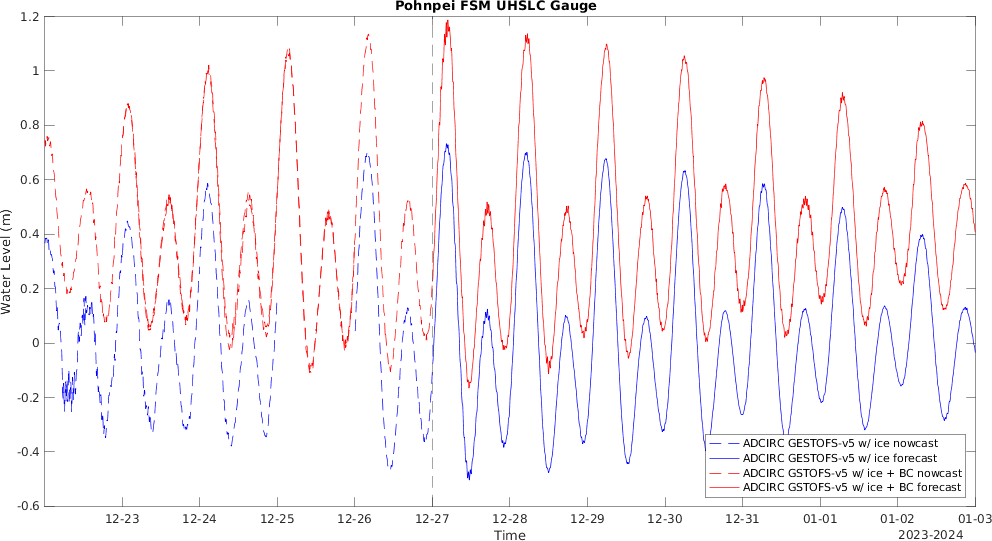 Pohnpei FSM UHSLC Gauge
1.2
1
0.8
0.6
0.4
0.2
0
-0.2
-0.4
-0.6
Water Level (m)
ADCIRC GESTOFS-v5 w/ ice nowcast
ADCIRC GESTOFS-v5 w/ ice forecast
ADCIRC GSTOFS-v5 w/ ice + BC nowcast
ADCIRC GSTOFS-v5 w/ ice + BC forecast
12-23 12-24 12-25 12-26 12-27 12-28 12-29 12-30 12-31 01-01 01-02 01-03
Time
2023-2024